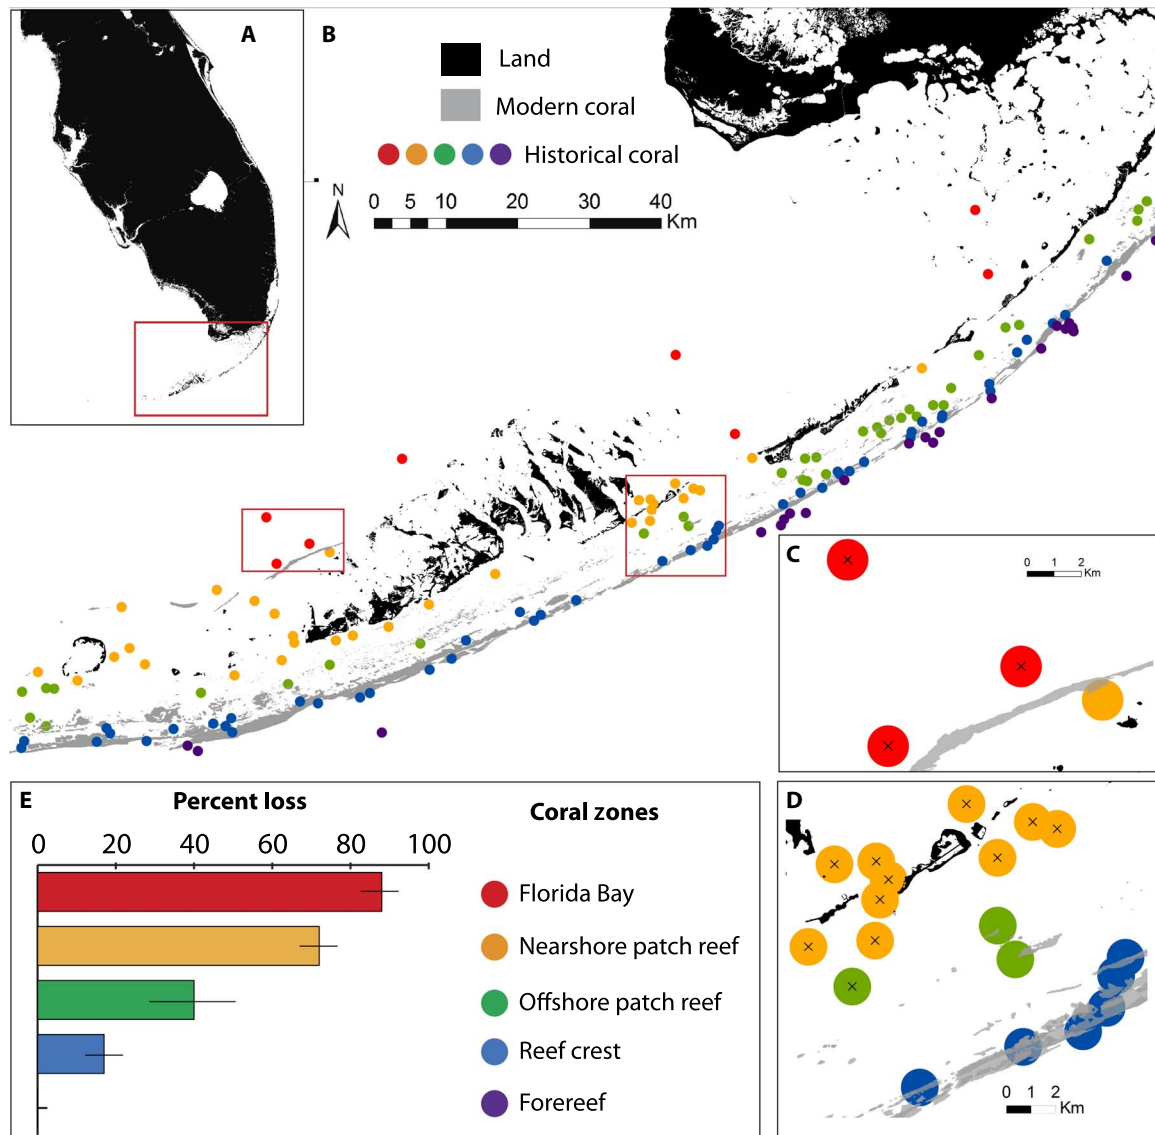 A
B
Land
Modern coral
Historical coral
N
0 5 10 20 30 40
Km
C
0 1 2
Km
E
Percent loss
0 20 40 60 80 100
Coral zones
Florida Bay
Nearshore patch reef
Offshore patch reef
Reef crest
Forereef
D
0 1 2
Km